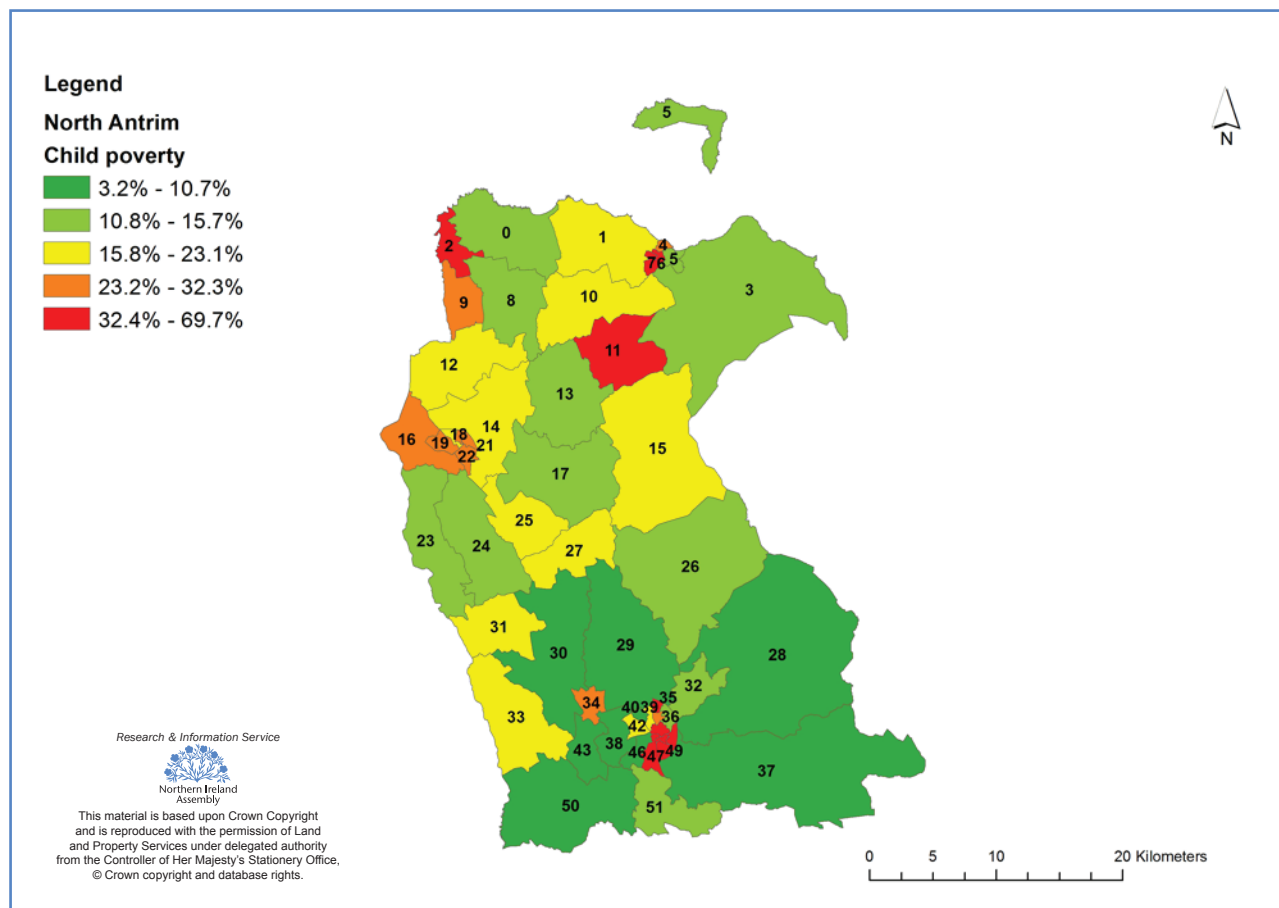 Legend
North Antrim
Child poverty
3.2% - 10.7%
10.8% - 15.7%
15.8% - 23.1%
23.2% - 32.3%
32.4% - 69.7%
N
5
0
1
2
4
76
5
3
9
8
10
11
12
13
14
15
16
18
19
21
22
17
23
24
25
27
26
31
30
29
28
32
33
34
35
40
39
36
42
43
38
46
47
49
37
50
51
Research & Information Service
Northern Ireland
Assembly
This material is based upon Crown Copyright
and is reproduced with the permission of Land
and Property Services under delegated authority
from the Controller of Her Majesty's Stationery Office,
© Crown copyright and database rights.
0 5 10 20 Kilometers